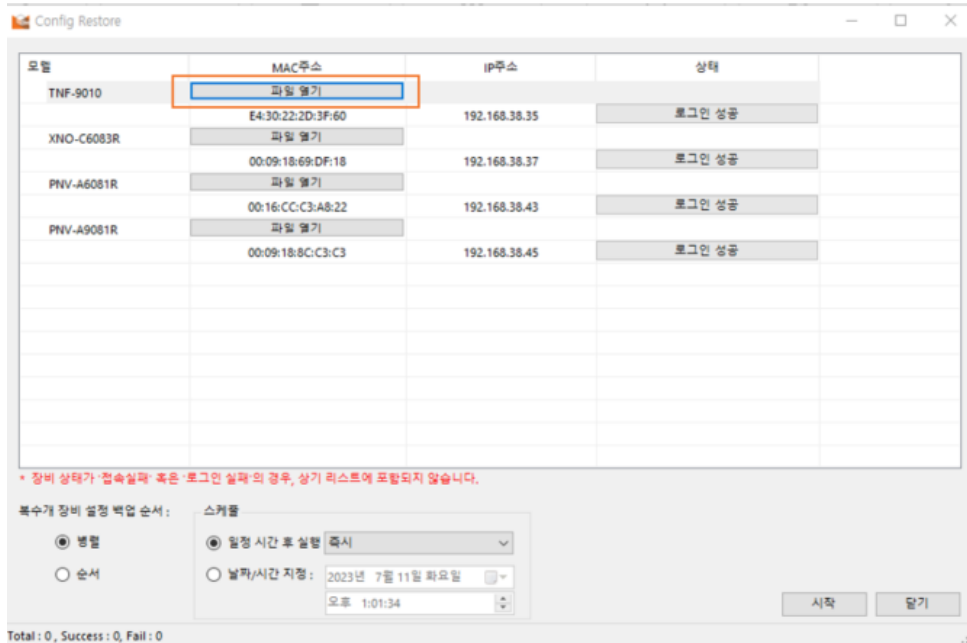 Config Restore
모델 MAC주소 IP주소 상태
TNF-9010 파일 열기
E4:30:22:2D:3F:60 192.168.38.35 로그인 성공
XNO-C6083R 파일 열기
00:09:18:69:DF:18 192.168.38.37 로그인 성공
PNV-A6081R 파일 열기
00:16:CC:C3:A8:22 192.168.38.43 로그인 성공
PNV-A9081R 파일 열기
00:09:18:8C:C3:C3 192.168.38.45 로그인 성공
* 장비 상태가 '접속실패' 혹은 '로그인 실패'의 경우, 상기 리스트에 포함되지 않습니다.
복수개 장비 설정 백업 순서 : 스케쥴
병렬 일정 시간 후 실행 즉시
순서 날짜/시간 지정 : 2023년 7월 11일 화요일
오후 1:01:34
시작 닫기
Total : 0 , Success : 0, Fail : 0